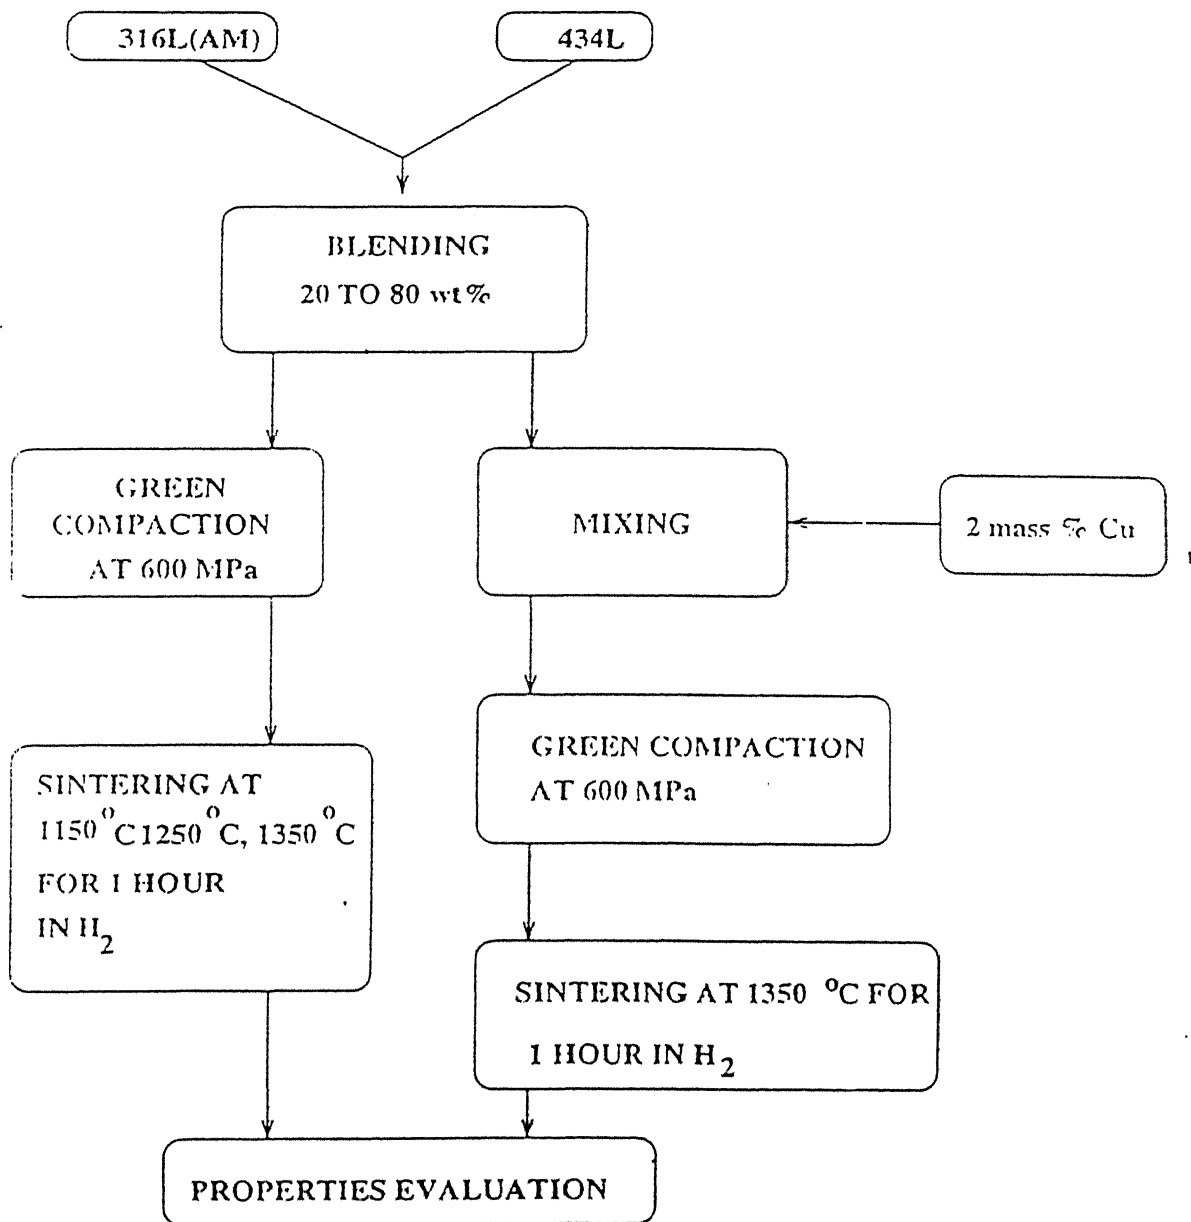 316L(AM)
434L
BLENDING
20 TO 80 wt%
GREEN
COMPACTION
AT 600 MPa
MIXING
2 mass % Cu
SINTERING AT
1150°C 1250°C, 1350°C
FOR 1 HOUR
IN H2
GREEN COMPACTION
AT 600 MPa
SINTERING AT 1350 °C FOR
1 HOUR IN H2
PROPERTIES EVALUATION